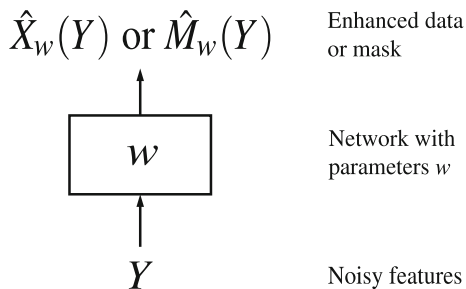 X̂_w(Y) or M̂_w(Y)
Enhanced data
or mask
w
Network with
parameters w
Y
Noisy features